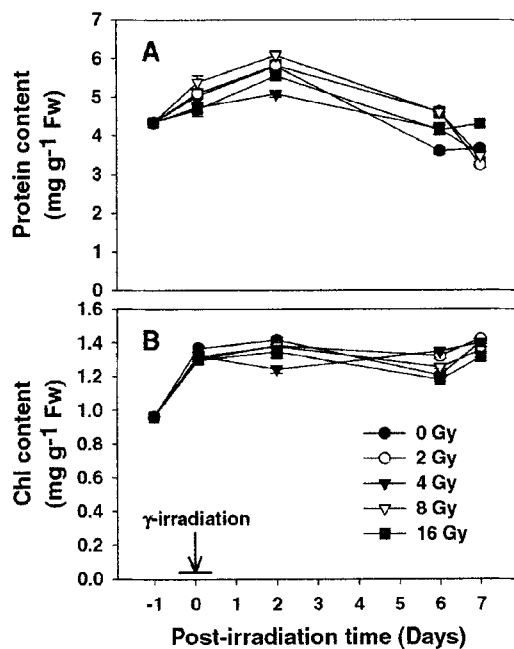 A
Protein content
(mg g⁻¹ Fw)
7
6
5
4
3
2
1
0
B
Chl content
(mg g⁻¹ Fw)
1.6
1.4
1.2
1.0
0.8
0.6
0.4
0.2
0.0
0 Gy
2 Gy
4 Gy
8 Gy
16 Gy
γ-irradiation
-1 0 1 2 2 3 4 5 6 7
Post-irradiation time (Days)